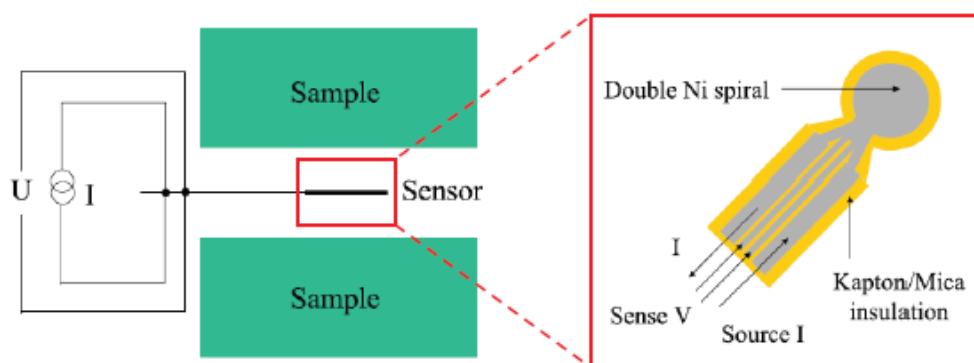 Sample
U
I
Sensor
Sample
Double Ni spiral
I
Sense V
Source I
Kapton/Mica
insulation